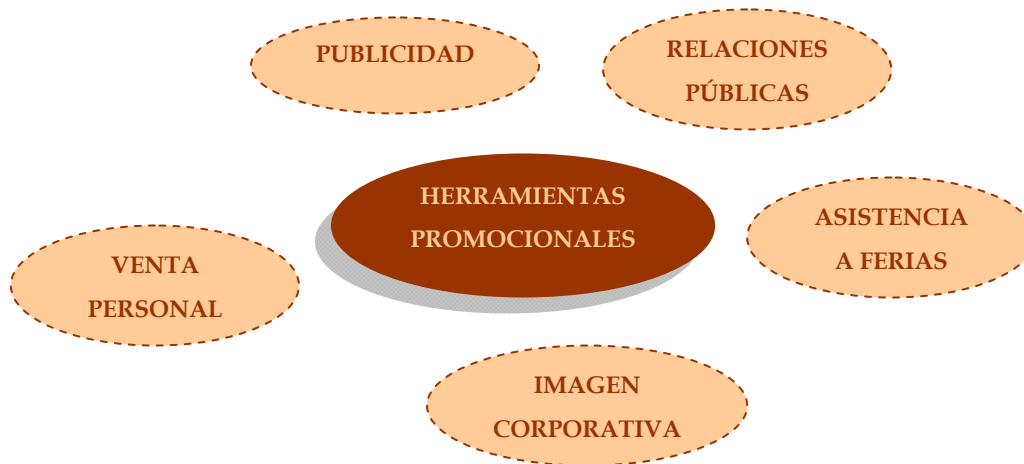 PUBLICIDAD
RELACIONES
PÚBLICAS
HERRAMIENTAS
PROMOCIONALES
ASISTENCIA
A FERIAS
VENTA
PERSONAL
IMAGEN
CORPORATIVA